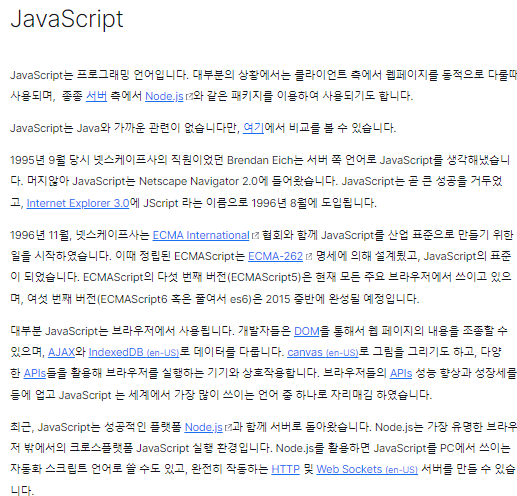 JavaScript
JavaScript는 프로그래밍 언어입니다. 대부분의 상황에서는 클라이언트 측에서 웹페이지를 동적으로 다룰때
사용되며, 종종 서버 측에서 Node.js와 같은 패키지를 이용하여 사용되기도 합니다.
JavaScript는 Java와 가까운 관련이 없습니다만, 여기에서 비교를 볼 수 있습니다.
1995년 9월 당시 넷스케이프사의 직원이었던 Brendan Eich는 서버 쪽 언어로 JavaScript를 생각해냈습니
다. 머지않아 JavaScript는 Netscape Navigator 2.0에 들어왔습니다. JavaScript는 곧 큰 성공을 거두었
고, Internet Explorer 3.0에 JScript 라는 이름으로 1996년 8월에 도입됩니다.
1996년 11월, 넷스케이프사는 ECMA International 협회와 함께 JavaScript를 산업 표준으로 만들기 위한
일을 시작하였습니다. 이때 정립된 ECMAScript는 ECMA-262 명세에 의해 설계됬고, JavaScript의 표준
이 되었습니다. ECMAScript의 다섯 번째 버전(ECMAScript5)은 현재 모든 주요 브라우저에서 쓰이고 있으
며, 여섯 번째 버전(ECMAScript6 혹은 풀여서 es6)은 2015 중반에 완성될 예정입니다.
대부분 JavaScript는 브라우저에서 사용됩니다. 개발자들은 DOM을 통해서 웹 페이지의 내용을 조종할 수
있으며, AJAX와 IndexedDB (en-US)로 데이터를 다룹니다. canvas (en-US)로 그림을 그리기도 하고, 다양
한 APIs들을 활용해 브라우저를 실행하는 기기와 상호작용합니다. 브라우저들의 APIs 성능 향상과 성장세를
등에 업고 JavaScript 는 세계에서 가장 많이 쓰이는 언어 중 하나로 자리매김 하였습니다.
최근, JavaScript는 성공적인 플랫폼 Node.js과 함께 서버로 돌아왔습니다. Node.js는 가장 유명한 브라우
저 밖에서의 크로스플랫폼 JavaScript 실행 환경입니다. Node.js를 활용하면 JavaScript를 PC에서 쓰이는
자동화 스크립트 언어로 쓸 수도 있고, 완전히 작동하는 HTTP 및 Web Sockets (en-US) 서버를 만들 수 있습니
다.